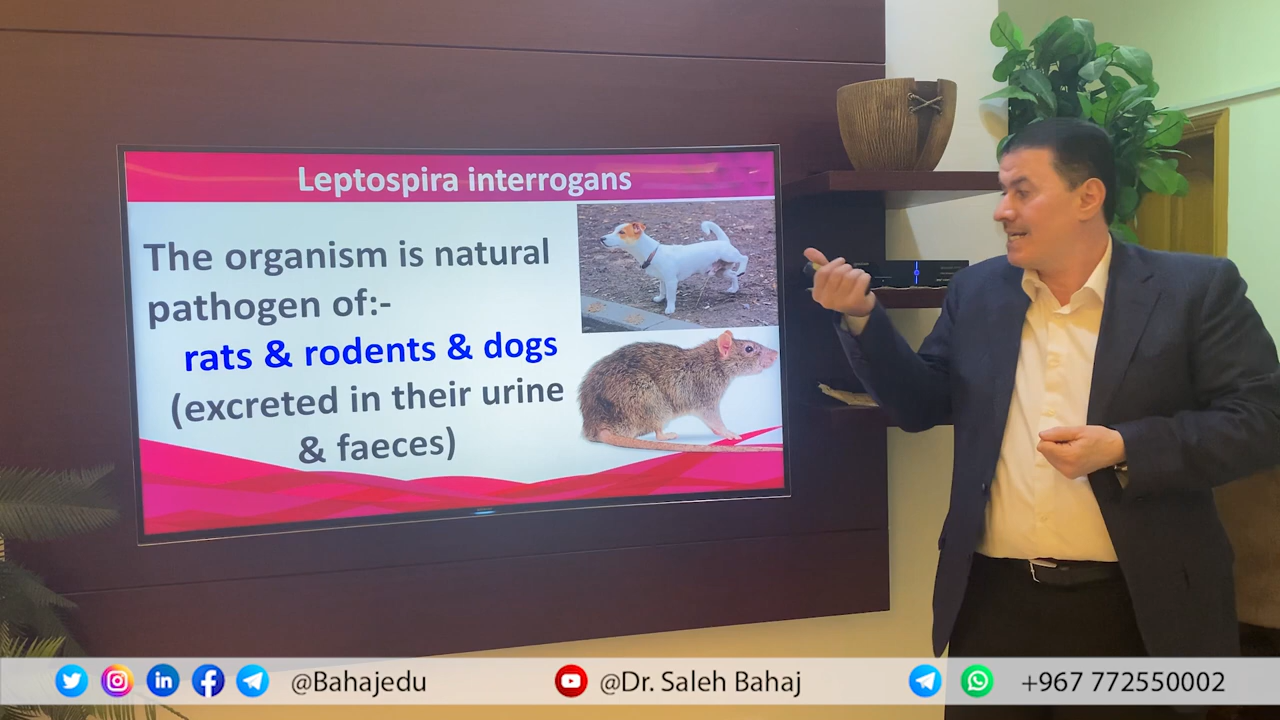 Leptospira interrogans
The organism is natural
pathogen of:-
rats & rodents & dogs
(excreted in their urine
& faeces)
@Bahajedu
@Dr. Saleh Bahaj
+967 772550002